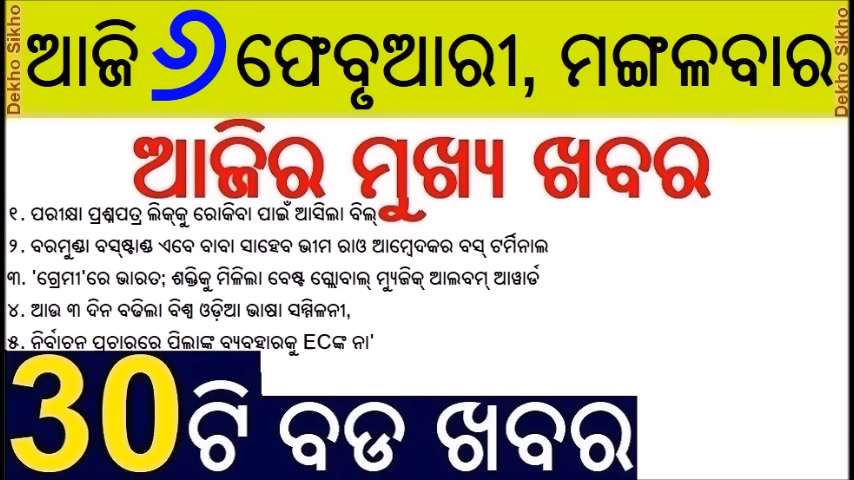 ଆଜି ୬ ଫେବୃଆରୀ, ମଙ୍ଗଳବାର
Dekho Sikho
Dekho Sikho
ଆଜିର ମୁଖ୍ୟ ଖବର
୧. ପରୀକ୍ଷା ପ୍ରଶ୍ନପତ୍ର ଲିକ୍‌କୁ ରୋକିବା ପାଇଁ ଆସିଲା ବିଲ୍
୨. ବରମୁଣ୍ଡା ବସ୍‌ଷ୍ଟାଣ୍ଡ ଏବେ ବାବା ସାହେବ ଭୀମ ରାଓ ଆମ୍ବେଦକର ବସ୍ ଟର୍ମିନାଲ
୩. 'ଗ୍ରେମୀ'ରେ ଭାରତ; ଶକ୍ତିକୁ ମିଳିଲା ବେଷ୍ଟ ଗ୍ଲୋବାଲ୍ ମ୍ୟୁଜିକ୍ ଆଲବମ୍ ଆୱାର୍ଡ
୪. ଆଉ ୩ ଦିନ ବଢିଲା ବିଶ୍ୱ ଓଡ଼ିଆ ଭାଷା ସମ୍ମିଳନୀ,
୫. ନିର୍ବାଚନ ପ୍ରଚାରରେ ପିଲାଙ୍କ ବ୍ୟବହାରକୁ ECଙ୍କ ନା'
30ଟି ବଡ ଖବର